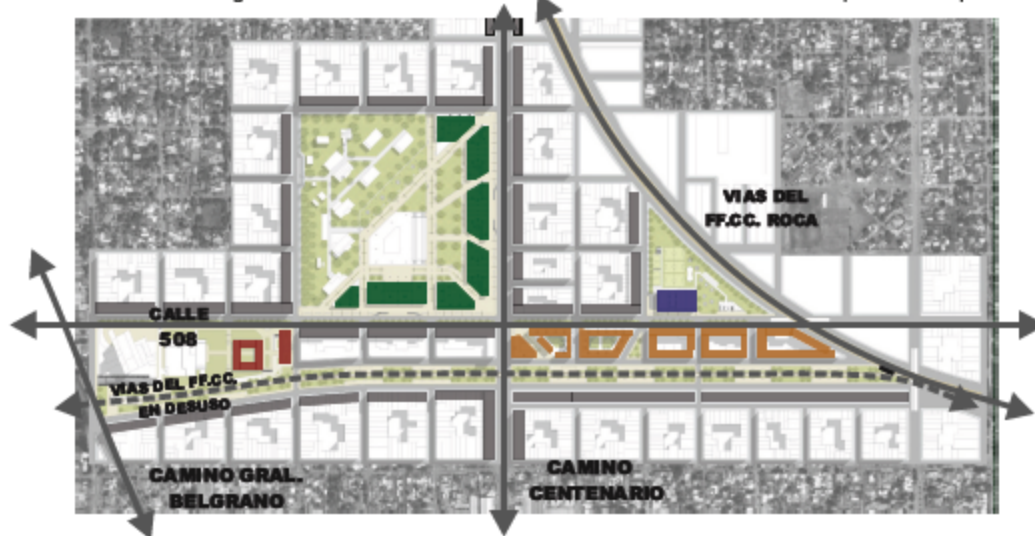 VIAS DEL
FF.CC. ROCA
CALLE
508
VIAS DEL FF.CC.
EN DESUSO
CAMINO GRAL.
BELGRANO
CAMINO
CENTENARIO